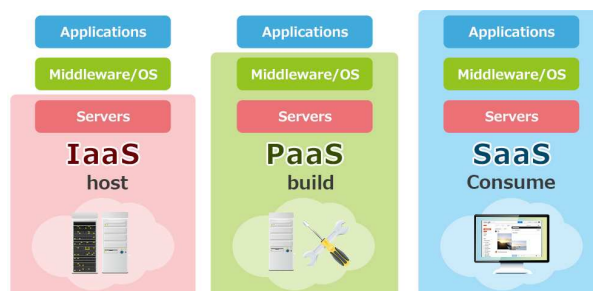 Applications
Middleware/OS
Servers
IaaS
host
Applications
Middleware/OS
Servers
PaaS
build
Applications
Middleware/OS
Servers
SaaS
Consume